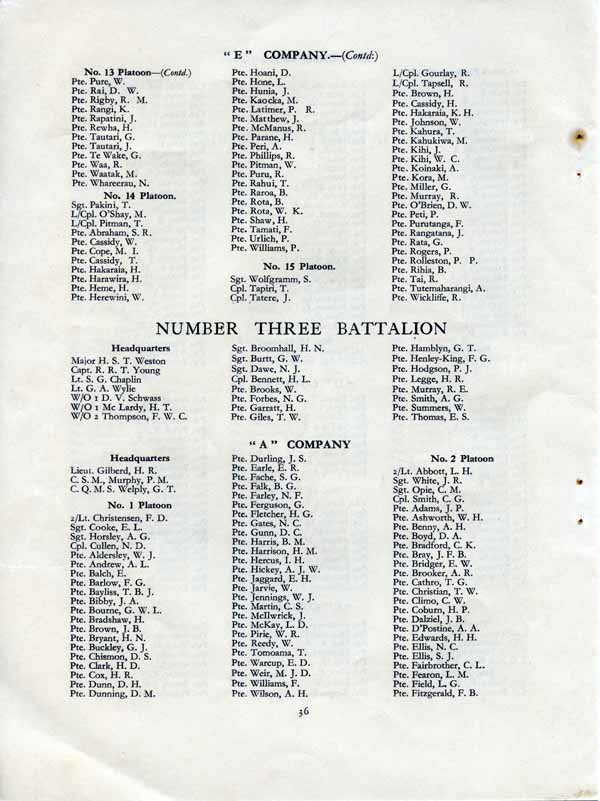 " E " COMPANY.—(Contd:)
No. 13 Platoon—(Contd.)
Pte. Pure, W.
Pte. Rai, D. W.
Pte. Rigby, R. M.
Pte. Rangi, K.
Pte. Rapatini, J.
Pte. Rewha, H.
Pte. Tautari, G.
Pte. Tautari, J.
Pte. Te Wake, G.
Pte. Waa, R.
Pte. Waatak, M.
Pte. Whareerau, N.
No. 14 Platoon.
Sgt. Pakini, T.
L/Cpl. O'Shay, M.
L/Cpl. Pitman, T.
Pte. Abraham, S. R.
Pte. Cassidy, W.
Pte. Cope, M. I.
Pte. Cassidy, T.
Pte. Hakaraia, H.
Pte. Harawira, H.
Pte. Heme, H.
Pte. Herewini, W.
Pte. Hoani, D.
Pte. Hone, L.
Pte. Hunia, J.
Pte. Kaocka, M.
Pte. Latimer, P. R.
Pte. Matthew, J.
Pte. McManus, R.
Pte. Parane, H.
Pte. Peri, A.
Pte. Phillips, R.
Pte. Pitman, W.
Pte. Puru, R.
Pte. Rahui, T.
Pte. Raroa, B.
Pte. Rota, B.
Pte. Rota, W. K.
Pte. Shaw, H.
Pte. Tamati, F.
Pte. Urlich, P.
Pte. Williams, P.
No. 15 Platoon.
Sgt. Wolfgramm, S.
Cpl. Tapiri, T.
Cpl. Tatere, J.
L/Cpl. Gourlay, R.
L/Cpl. Tapsell, R.
Pte. Brown, H.
Pte. Cassidy, H.
Pte. Hakaraia, K. H.
Pte. Johnson, W.
Pte. Kahura, T.
Pte. Kahukiwa, M.
Pte. Kihi, J.
Pte. Kihi, W. C.
Pte. Koinaki, A.
Pte. Kora, M.
Pte. Miller, G.
Pte. Murray, R.
Pte. O'Brien, D. W.
Pte. Peti, P.
Pte. Purutanga, F.
Pte. Rangatana, J.
Pte. Rata, G.
Pte. Rogers, P.
Pte. Rolleston, P. P.
Pte. Rihia, B.
Pte. Tai, R.
Pte. Tutemaharangi, A.
Pte. Wickliffe, R.
NUMBER THREE BATTALION
Headquarters
Major H. S. T. Weston
Capt. R. R. T. Young
Lt. S. G. Chaplin
Lt. G. A. Wylie
W/O 1 D. V. Schwass
W/O 1 Mc Lardy, H. T.
W/O 2 Thompson, F. W. C.
Sgt. Broomhall, H. N.
Sgt. Burtt, G. W.
Sgt. Dawe, N. J.
Cpl. Bennett, H. L.
Pte. Brooks, W.
Pte. Forbes, N. G.
Pte. Garratt, H.
Pte. Giles, T. W.
Pte. Hamblyn, G. T.
Pte. Henley-King, F. G.
Pte. Hodgson, P. J.
Pte. Legge, H. R.
Pte. Murray, R. E.
Pte. Smith, A. G.
Pte. Summers, W.
Pte. Thomas, E. S.
" A " COMPANY
Headquarters
Lieut. Gilberd, H. R.
C. S. M., Murphy, P. M.
C. Q. M. S. Welply, G. T.
No. 1 Platoon
2/Lt. Christensen, F. D.
Sgt. Cooke, E. L.
Sgt. Horsley, A. G.
Cpl. Cullen, N. D.
Pte. Aldersley, W. J.
Pte. Andrew, A. L.
Pte. Balch, E.
Pte. Barlow, F. G.
Pte. Bayliss, T. B. J.
Pte. Bibby, J. A.
Pte. Bourne, G. W. L.
Pte. Bradshaw, H.
Pte. Brown, J. B.
Pte. Bryant, H. N.
Pte. Buckley, G. J.
Pte. Chismon, D. S.
Pte. Clark, H. D.
Pte. Cox, H. R.
Pte. Dunn, D. H.
Pte. Dunning, D. M.
Pte. Durling, J. S.
Pte. Earle, E. R.
Pte. Fache, S. G.
Pte. Falk, B. G.
Pte. Farley, N. F.
Pte. Ferguson, G.
Pte. Fletcher, H. G.
Pte. Gates, N. C.
Pte. Gunn, D. C.
Pte. Harris, B. M.
Pte. Harrison, H. M.
Pte. Hercus, I. H.
Pte. Hickey, A. J. W.
Pte. Jaggard, E. H.
Pte. Jarvie, W.
Pte. Jennings, W. J.
Pte. Martin, C. S.
Pte. McIlwrick, J.
Pte. McKay, L. D.
Pte. Pirie, W. R.
Pte. Reedy, W.
Pte. Tomoama, T.
Pte. Warcup, E. D.
Pte. Weir, M. J. D.
Pte. Williams, F.
Pte. Wilson, A. H.
No. 2 Platoon
2/Lt. Abbott, L. H.
Sgt. White, J. R.
Sgt. Opie, C. M.
Cpl. Smith, C. G.
Pte. Adams, J. P.
Pte. Ashworth, W. H.
Pte. Benny, A. H.
Pte. Boyd, D. A.
Pte. Bradford, C. K.
Pte. Bray, J. F. B.
Pte. Bridger, E. W.
Pte. Brooker, A. R.
Pte. Cathro, T. G.
Pte. Christian, T. W.
Pte. Climo, C. W.
Pte. Coburn, H. P.
Pte. Dalziel, J. B.
Pte. D'Postine, A. A.
Pte. Edwards, H. H.
Pte. Ellis, N. C.
Pte. Ellis, S. J.
Pte. Fairbrother, C. L.
Pte. Fearon, L. M.
Pte. Field, L. G.
Pte. Fitzgerald, F. B.
36